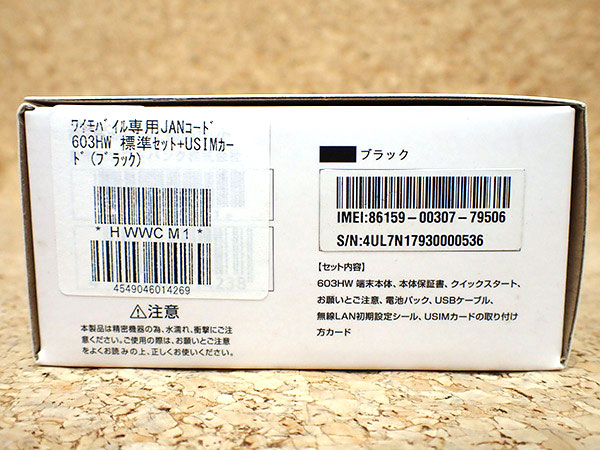 ワイモバイル専用JANコード
603HW 標準セット+USIMカー
ド(ブラック)
* HWWCM1 *
4549046014269
ブラック
IMEI:86159-00307-79506
S/N:4UL7N17930000536
【セット内容】
603HW 端末本体、本体保証書、クイックスタート、
お願いとご注意、電池パック、USBケーブル、
無線LAN初期設定シール、USIMカードの取り付け
方カード
⚠注意
本製品は精密機器の為、水濡れ、衝撃にご注
意ください。ご使用の際は、お願いとご注意
をよくお読みの上、正しくお使いください。